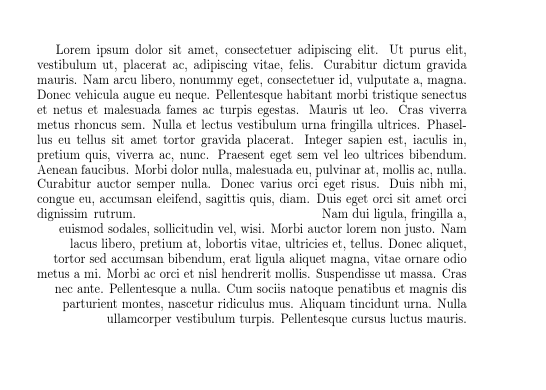 Lorem ipsum dolor sit amet, consectetuer adipiscing elit. Ut purus elit,
vestibulum ut, placerat ac, adipiscing vitae, felis. Curabitur dictum gravida
mauris. Nam arcu libero, nonummy eget, consectetuer id, vulputate a, magna.
Donec vehicula augue eu neque. Pellentesque habitant morbi tristique senectus
et netus et malesuada fames ac turpis egestas. Mauris ut leo. Cras viverra
metus rhoncus sem. Nulla et lectus vestibulum urna fringilla ultrices. Phasel-
lus eu tellus sit amet tortor gravida placerat. Integer sapien est, iaculis in,
pretium quis, viverra ac, nunc. Praesent eget sem vel leo ultrices bibendum.
Aenean faucibus. Morbi dolor nulla, malesuada eu, pulvinar at, mollis ac, nulla.
Curabitur auctor semper nulla. Donec varius orci eget risus. Duis nibh mi,
congue eu, accumsan eleifend, sagittis quis, diam. Duis eget orci sit amet orci
dignissim rutrum. Nam dui ligula, fringilla a,
euismod sodales, sollicitudin vel, wisi. Morbi auctor lorem non justo. Nam
lacus libero, pretium at, lobortis vitae, ultricies et, tellus. Donec aliquet,
tortor sed accumsan bibendum, erat ligula aliquet magna, vitae ornare odio
metus a mi. Morbi ac orci et nisl hendrerit mollis. Suspendisse ut massa. Cras
nec ante. Pellentesque a nulla. Cum sociis natoque penatibus et magnis dis
parturient montes, nascetur ridiculus mus. Aliquam tincidunt urna. Nulla
ullamcorper vestibulum turpis. Pellentesque cursus luctus mauris.